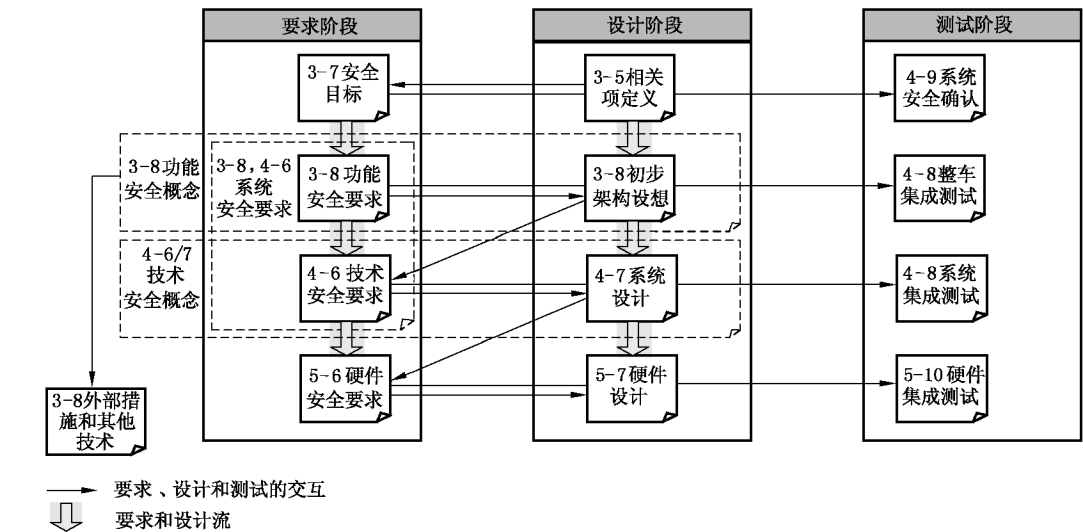 要求阶段
设计阶段
测试阶段
3-7安全
目标
3-5相关
项定义
4-9系统
安全确认
3-8功能
安全概念
3-8，4-6
系统
安全要求
3-8功能
安全要求
3-8初步
架构设想
4-8整车
集成测试
4-6/7
技术
安全概念
4-6技术
安全要求
4-7系统
设计
4-8系统
集成测试
5-6硬件
安全要求
5-7硬件
设计
5-10硬件
集成测试
3-8外部措
施和其他
技术
要求、设计和测试的交互
要求和设计流